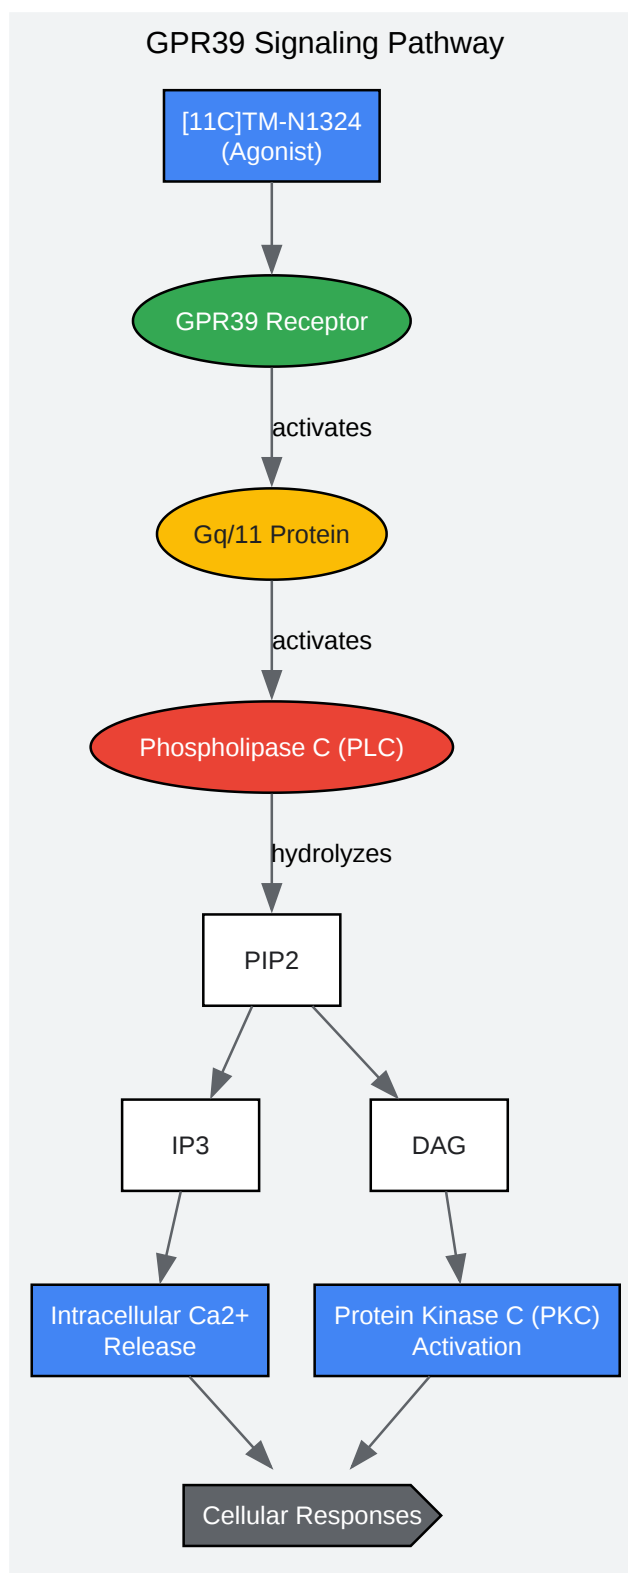 GPR39 Signaling Pathway
[11C]TM-N1324
(Agonist)
GPR39 Receptor
activates
Gq/11 Protein
activates
Phospholipase C (PLC)
hydrolyzes
PIP2
IP3
DAG
Intracellular Ca2+
Release
Protein Kinase C (PKC)
Activation
Cellular Responses